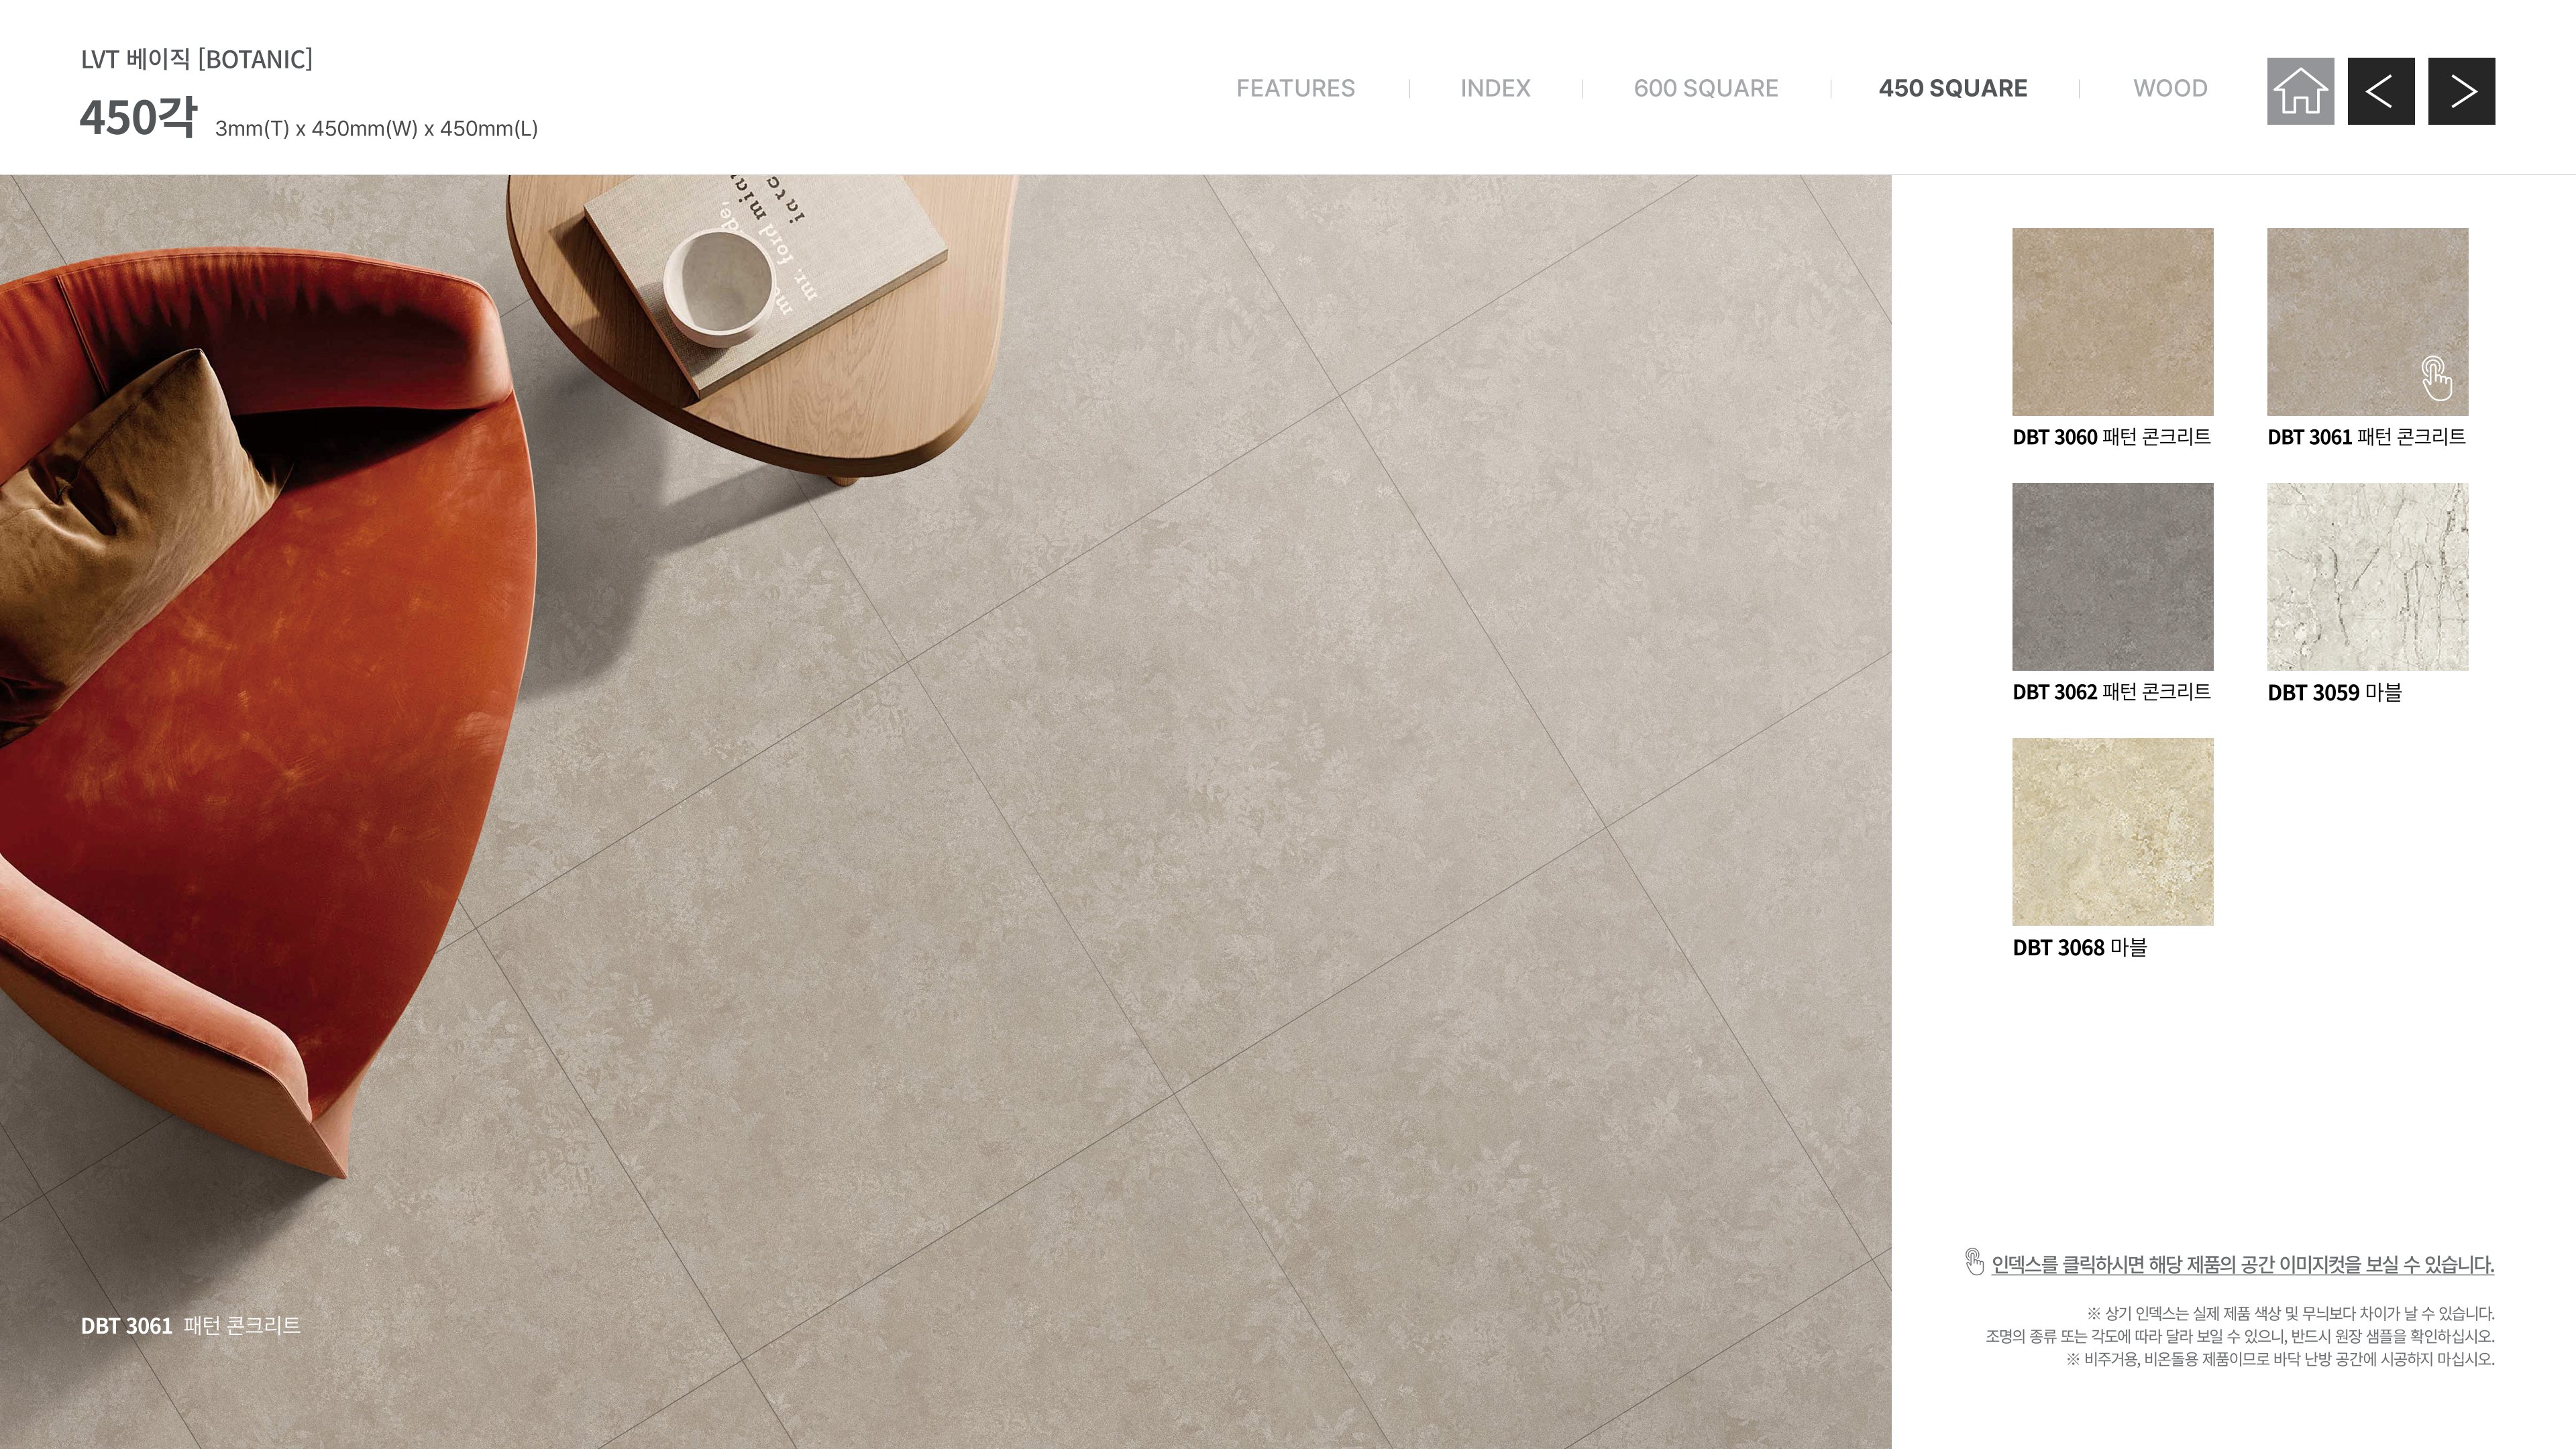 LVT 베이직 [BOTANIC]
450각 3mm(T) x 450mm(W) x 450mm(L)
FEATURES
INDEX
600 SQUARE
450 SQUARE
WOOD
DBT 3060 패턴 콘크리트
DBT 3061 패턴 콘크리트
DBT 3062 패턴 콘크리트
DBT 3059 마블
DBT 3068 마블
DBT 3061 패턴 콘크리트
인덱스를 클릭하시면 해당 제품의 공간 이미지컷을 보실 수 있습니다.
※ 상기 인덱스는 실제 제품 색상 및 무늬보다 차이가 날 수 있습니다.
조명의 종류 또는 각도에 따라 달라 보일 수 있으니, 반드시 원장 샘플을 확인하십시오.
※ 비주거용, 비온돌용 제품이므로 바닥 난방 공간에 시공하지 마십시오.